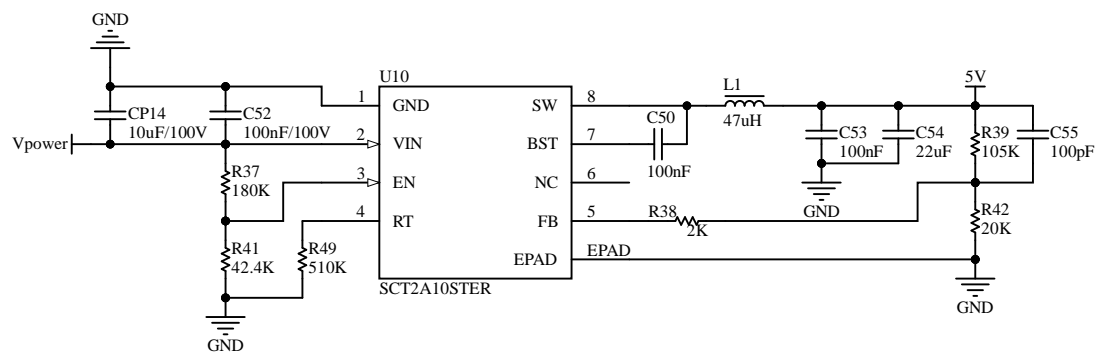 GND
U10
L1
5V
CP14
10uF/100V
C52
100nF/100V
1
GND
SW
8
47uH
C53
100nF
C54
22uF
R39
105K
C55
100pF
Vpower
2
VIN
BST
7
C50
100nF
R37
180K
3
EN
NC
6
GND
4
RT
FB
5
R38
2K
R42
20K
R41
42.4K
R49
510K
EPAD
EPAD
SCT2A10STER
GND
GND